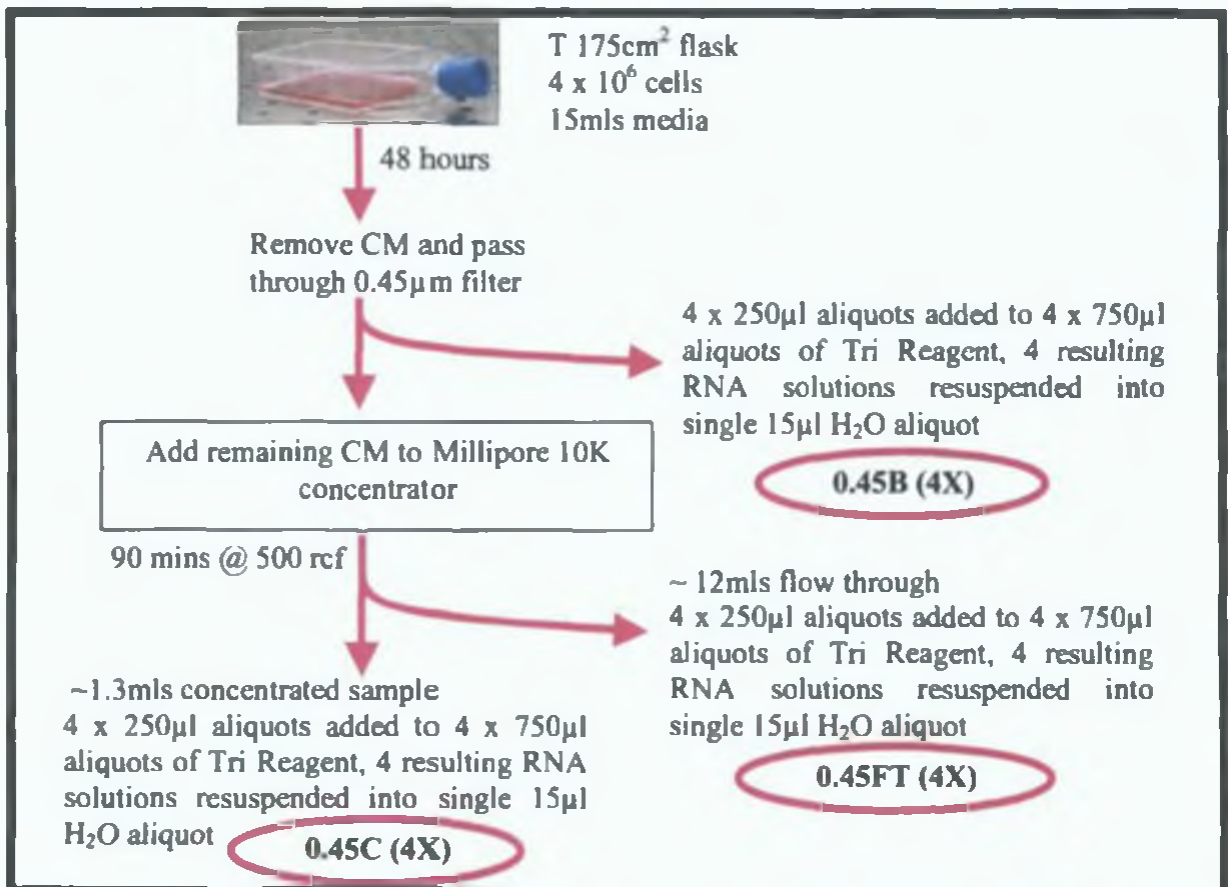 T 175cm² flask
4 x 10⁶ cells
15mls media
48 hours
Remove CM and pass
through 0.45µm filter
4 x 250µl aliquots added to 4 x 750µl
aliquots of Tri Reagent, 4 resulting
RNA solutions resuspended into
single 15µl H₂O aliquot
0.45B (4X)
Add remaining CM to Millipore 10K
concentrator
90 mins @ 500 rcf
~ 12mls flow through
4 x 250µl aliquots added to 4 x 750µl
aliquots of Tri Reagent, 4 resulting
RNA solutions resuspended into
single 15µl H₂O aliquot
0.45FT (4X)
~1.3mls concentrated sample
4 x 250µl aliquots added to 4 x 750µl
aliquots of Tri Reagent, 4 resulting RNA
solutions resuspended into single 15µl
H₂O aliquot
0.45C (4X)